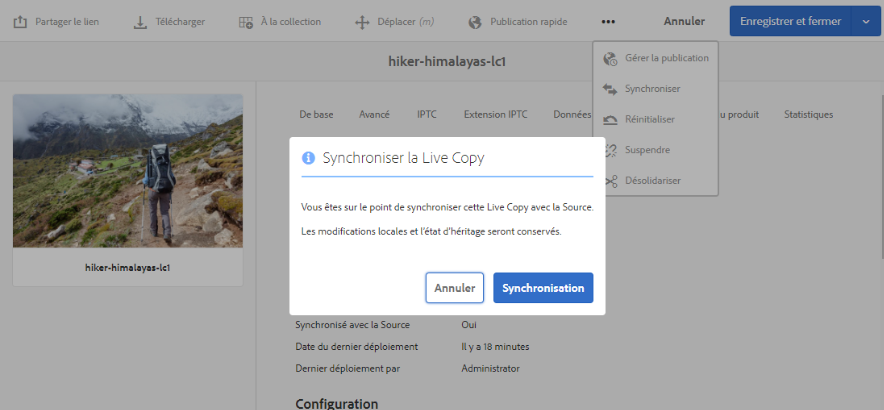 Partager le lien
Télécharger
À la collection
Déplacer (m)
Publication rapide
Annuler
Enregistrer et fermer
hiker-himalayas-lc1
Gérer la publication
Synchroniser
Réinitialiser
Suspendre
Désolidariser
De base
Avancé
IPTC
Extension IPTC
Données
u produit
Statistiques
hiker-himalayas-lc1
Synchroniser la Live Copy
Vous êtes sur le point de synchroniser cette Live Copy avec la Source.
Les modifications locales et l'état d'héritage seront conservés.
Annuler
Synchronisation
Synchronisé avec la Source
Oui
Date du dernier déploiement
Il y a 18 minutes
Dernier déploiement par
Administrator
Configuration